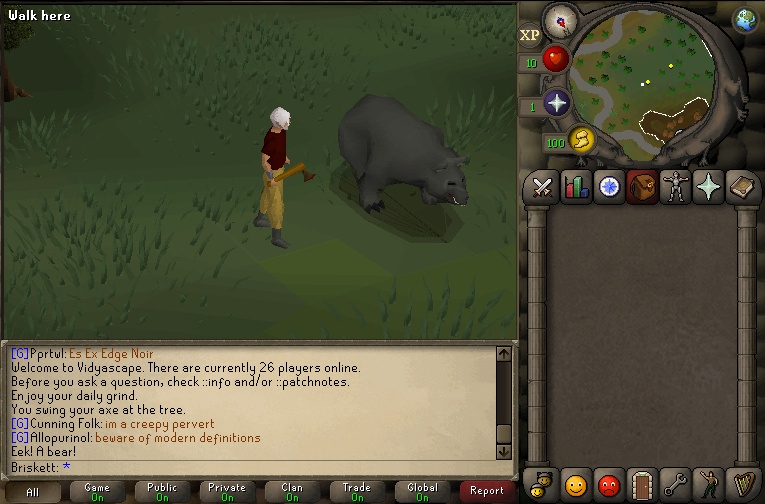 Walk here
XP
10
1
100
[G]Pprtwl: Es Ex Edge Noir
Welcome to Vidyascape. There are currently 26 players online.
Before you ask a question, check ::info and/or ::patchnotes.
Enjoy your daily grind.
You swing your axe at the tree.
[G]Cunning Folk: im a creepy pervert
[G]Allopurinol: beware of modern definitions
Eek! A bear!
Briskett: *
All
Game
On
Public
On
Private
On
Clan
On
Trade
On
Global
On
Report